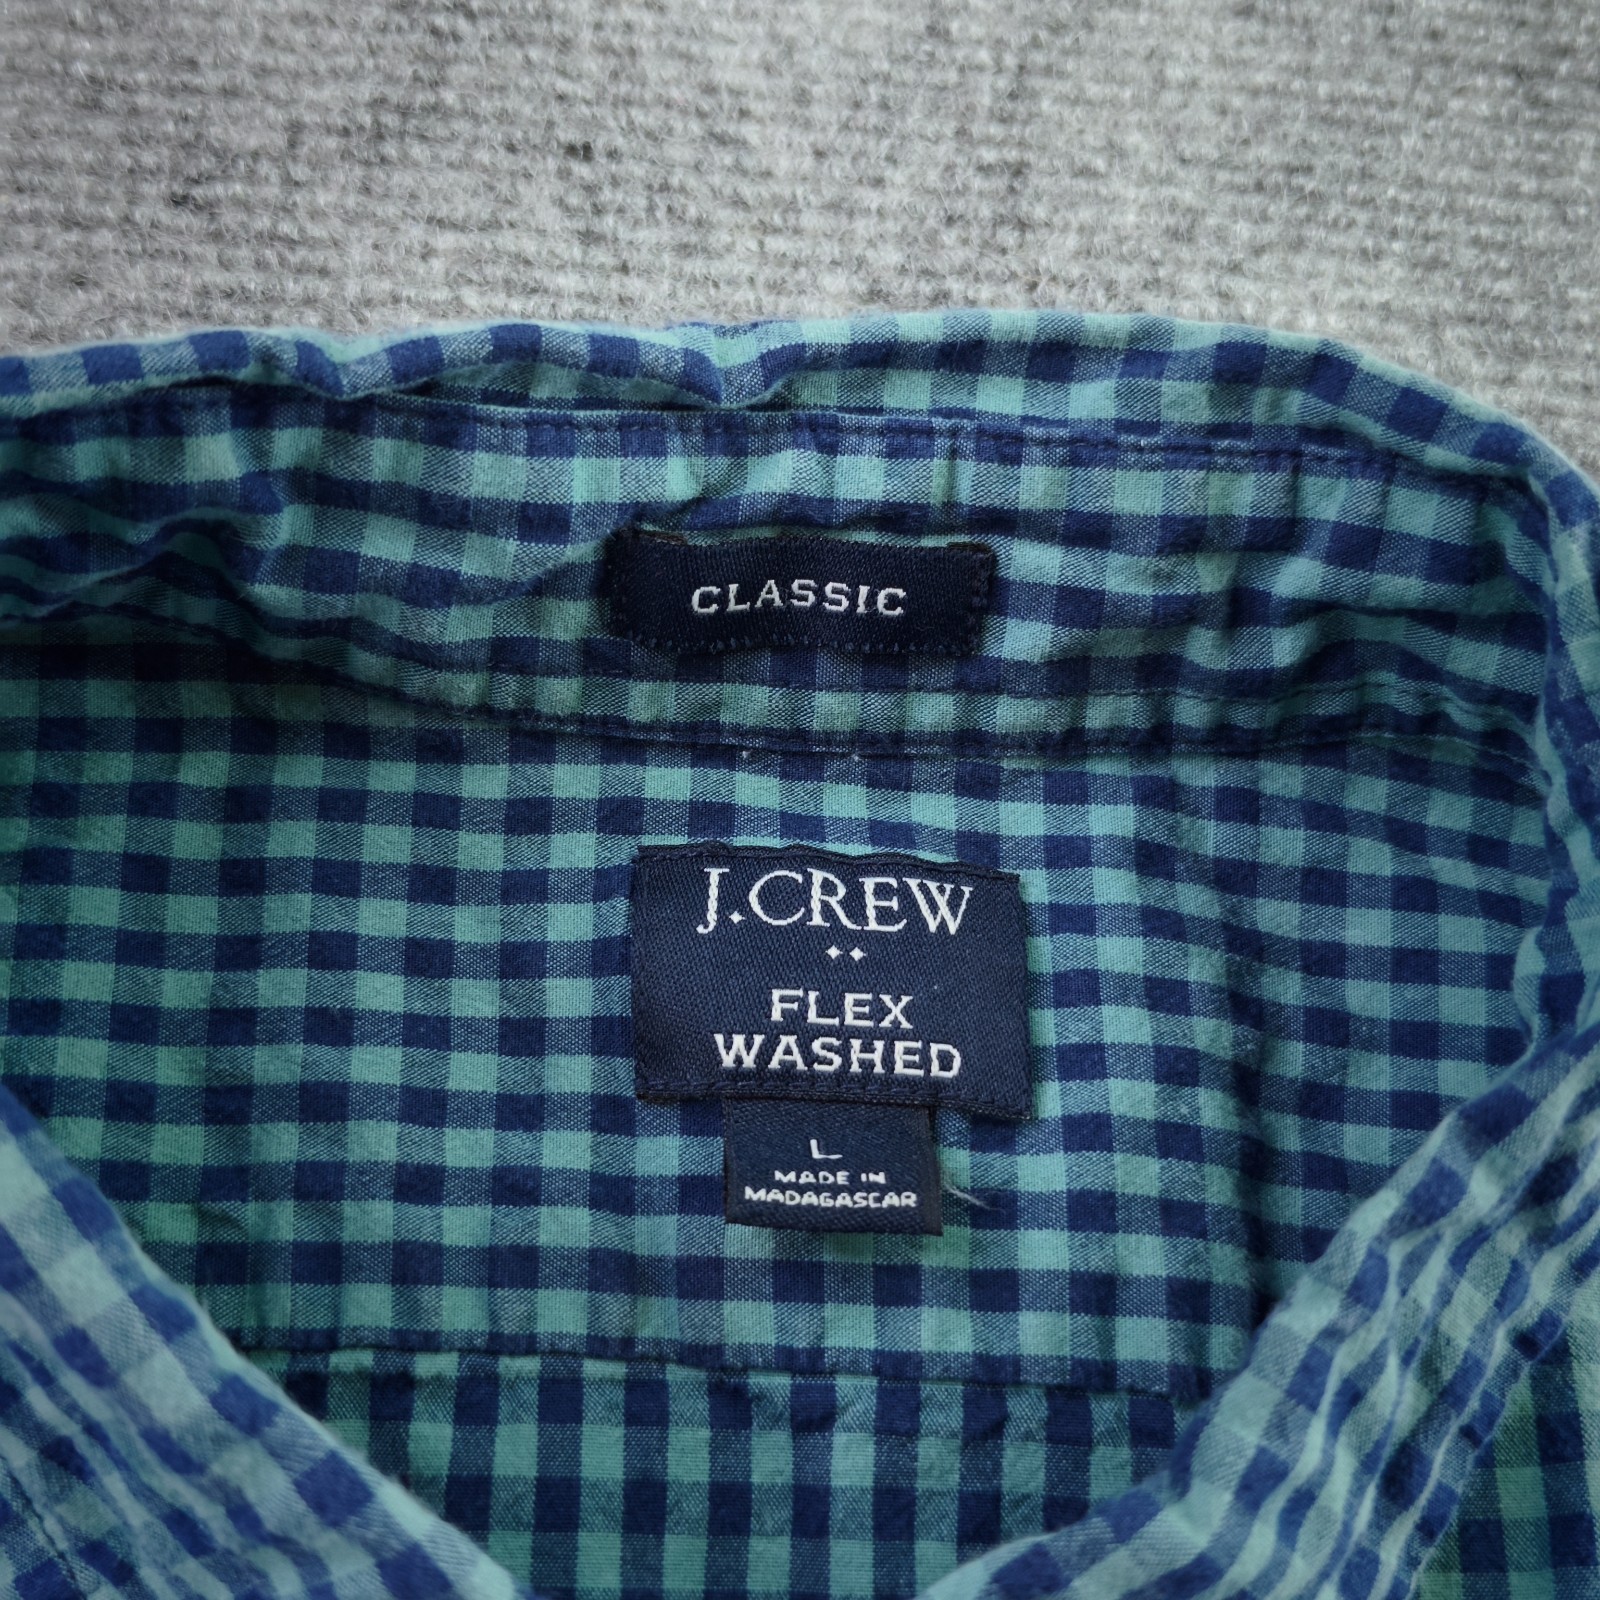 CLASSIC
J.CREW
FLEX
WASHED
L
MADE IN
MADAGASCAR